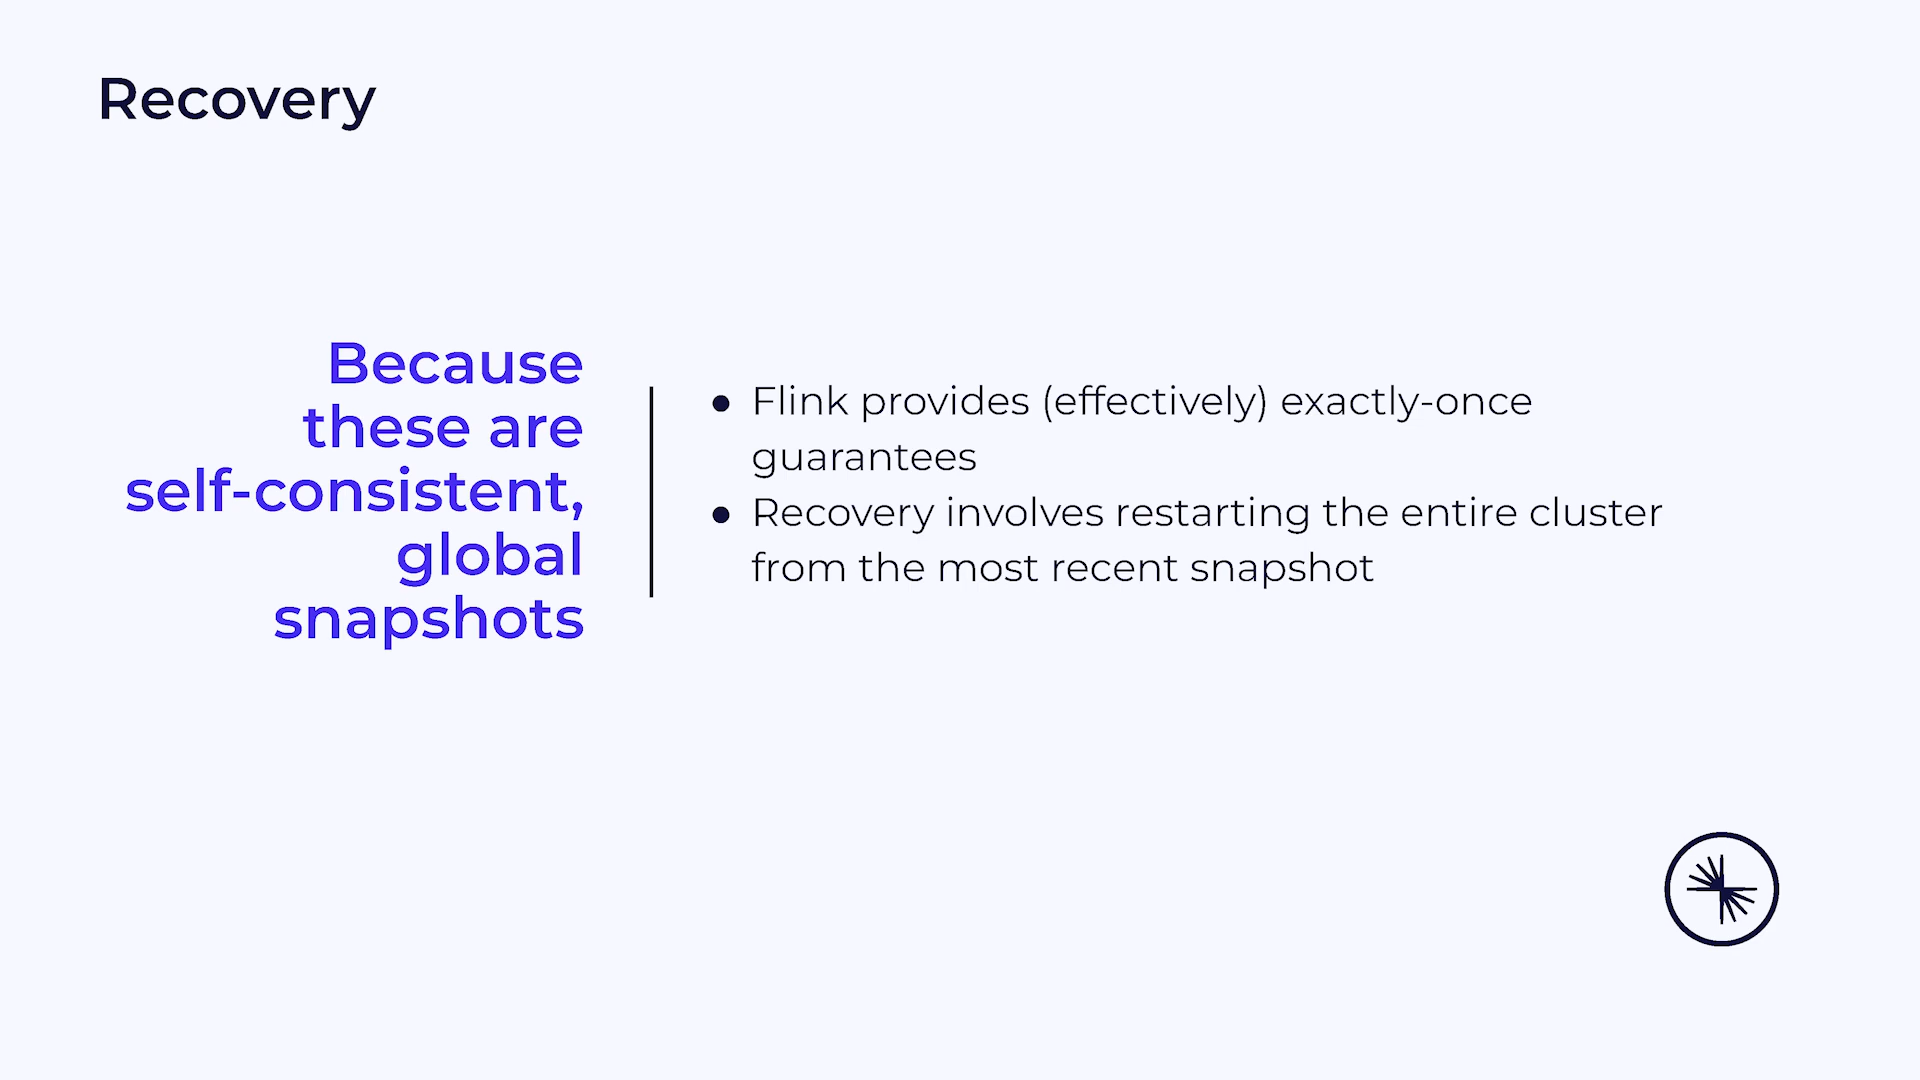 Recovery
Because
these are
self-consistent,
global
snapshots
● Flink provides (effectively) exactly-once
guarantees
● Recovery involves restarting the entire cluster
from the most recent snapshot